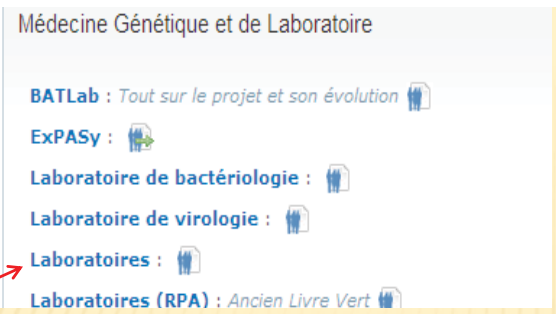 Médecine Génétique et de Laboratoire
BATLab : Tout sur le projet et son évolution
ExPASy :
Laboratoire de bactériologie :
Laboratoire de virologie :
Laboratoires :
Laboratoires (RPA) : Ancien Livre Vert